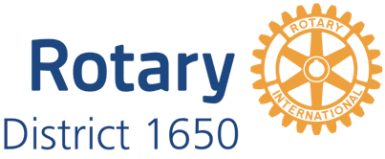 Rotary
District 1650
ROTARY
INTERNATIONAL